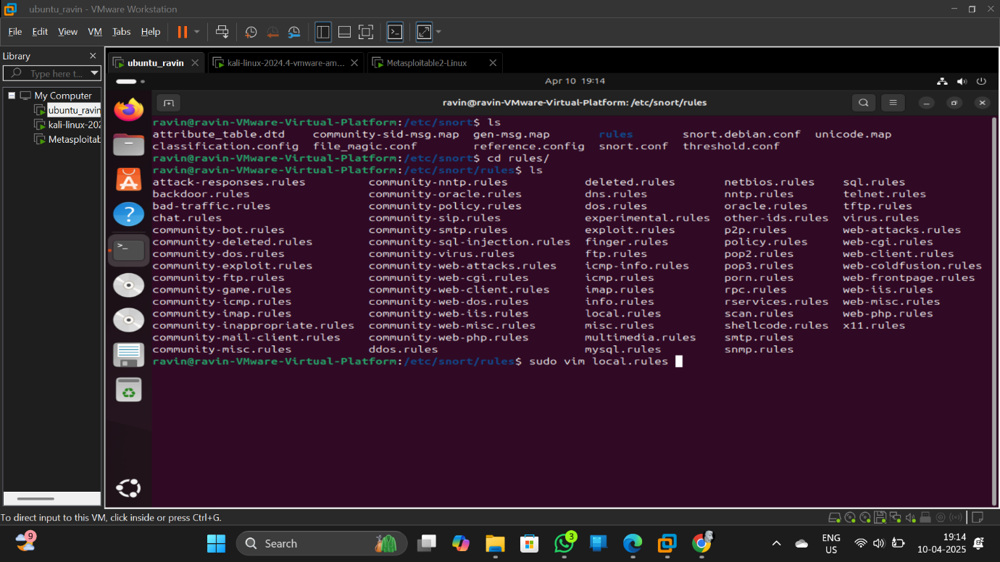 ubuntu_ravin - VMware Workstation
File Edit View VM Tabs Help
Library
Type here t...
My Computer
ubuntu_ravin
kali-linux-202
Metasploitab
ubuntu_ravin kali-linux-2024.4-vmware-am... Metasploitable2-Linux
Apr 10 19:14
ravin@ravin-VMware-Virtual-Platform: /etc/snort/rules
ravin@ravin-VMware-Virtual-Platform:/etc/snort$ ls
attribute_table.dtd community-sid-msg.map gen-msg.map rules snort.debian.conf unicode.map
classification.config file_magic.conf reference.config snort.conf threshold.conf
ravin@ravin-VMware-Virtual-Platform:/etc/snort$ cd rules/
ravin@ravin-VMware-Virtual-Platform:/etc/snort/rules$ ls
attack-responses.rules community-nntp.rules deleted.rules netbios.rules sql.rules
backdoor.rules community-oracle.rules dns.rules nntp.rules telnet.rules
bad-traffic.rules community-policy.rules dos.rules oracle.rules tftp.rules
chat.rules community-sip.rules experimental.rules other-ids.rules virus.rules
community-bot.rules community-smtp.rules exploit.rules p2p.rules web-attacks.rules
community-deleted.rules community-sql-injection.rules finger.rules policy.rules web-cgi.rules
community-dos.rules community-virus.rules ftp.rules pop2.rules web-client.rules
community-exploit.rules community-web-attacks.rules icmp-info.rules pop3.rules web-coldfusion.rules
community-ftp.rules community-web-cgi.rules icmp.rules porn.rules web-frontpage.rules
community-game.rules community-web-client.rules imap.rules rpc.rules web-iis.rules
community-icmp.rules community-web-dos.rules info.rules rservices.rules web-misc.rules
community-imap.rules community-web-iis.rules local.rules scan.rules web-php.rules
community-inappropriate.rules community-web-misc.rules misc.rules shellcode.rules x11.rules
community-mail-client.rules community-web-php.rules multimedia.rules smtp.rules
community-misc.rules ddos.rules mysql.rules snmp.rules
ravin@ravin-VMware-Virtual-Platform:/etc/snort/rules$ sudo vim local.rules
To direct input to this VM, click inside or press Ctrl+G.
9
Search
3
ENG
US
19:14
10-04-2025